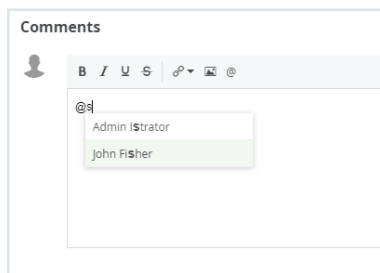 Comments
B I U S @
@s
Admin Istrator
John Fisher